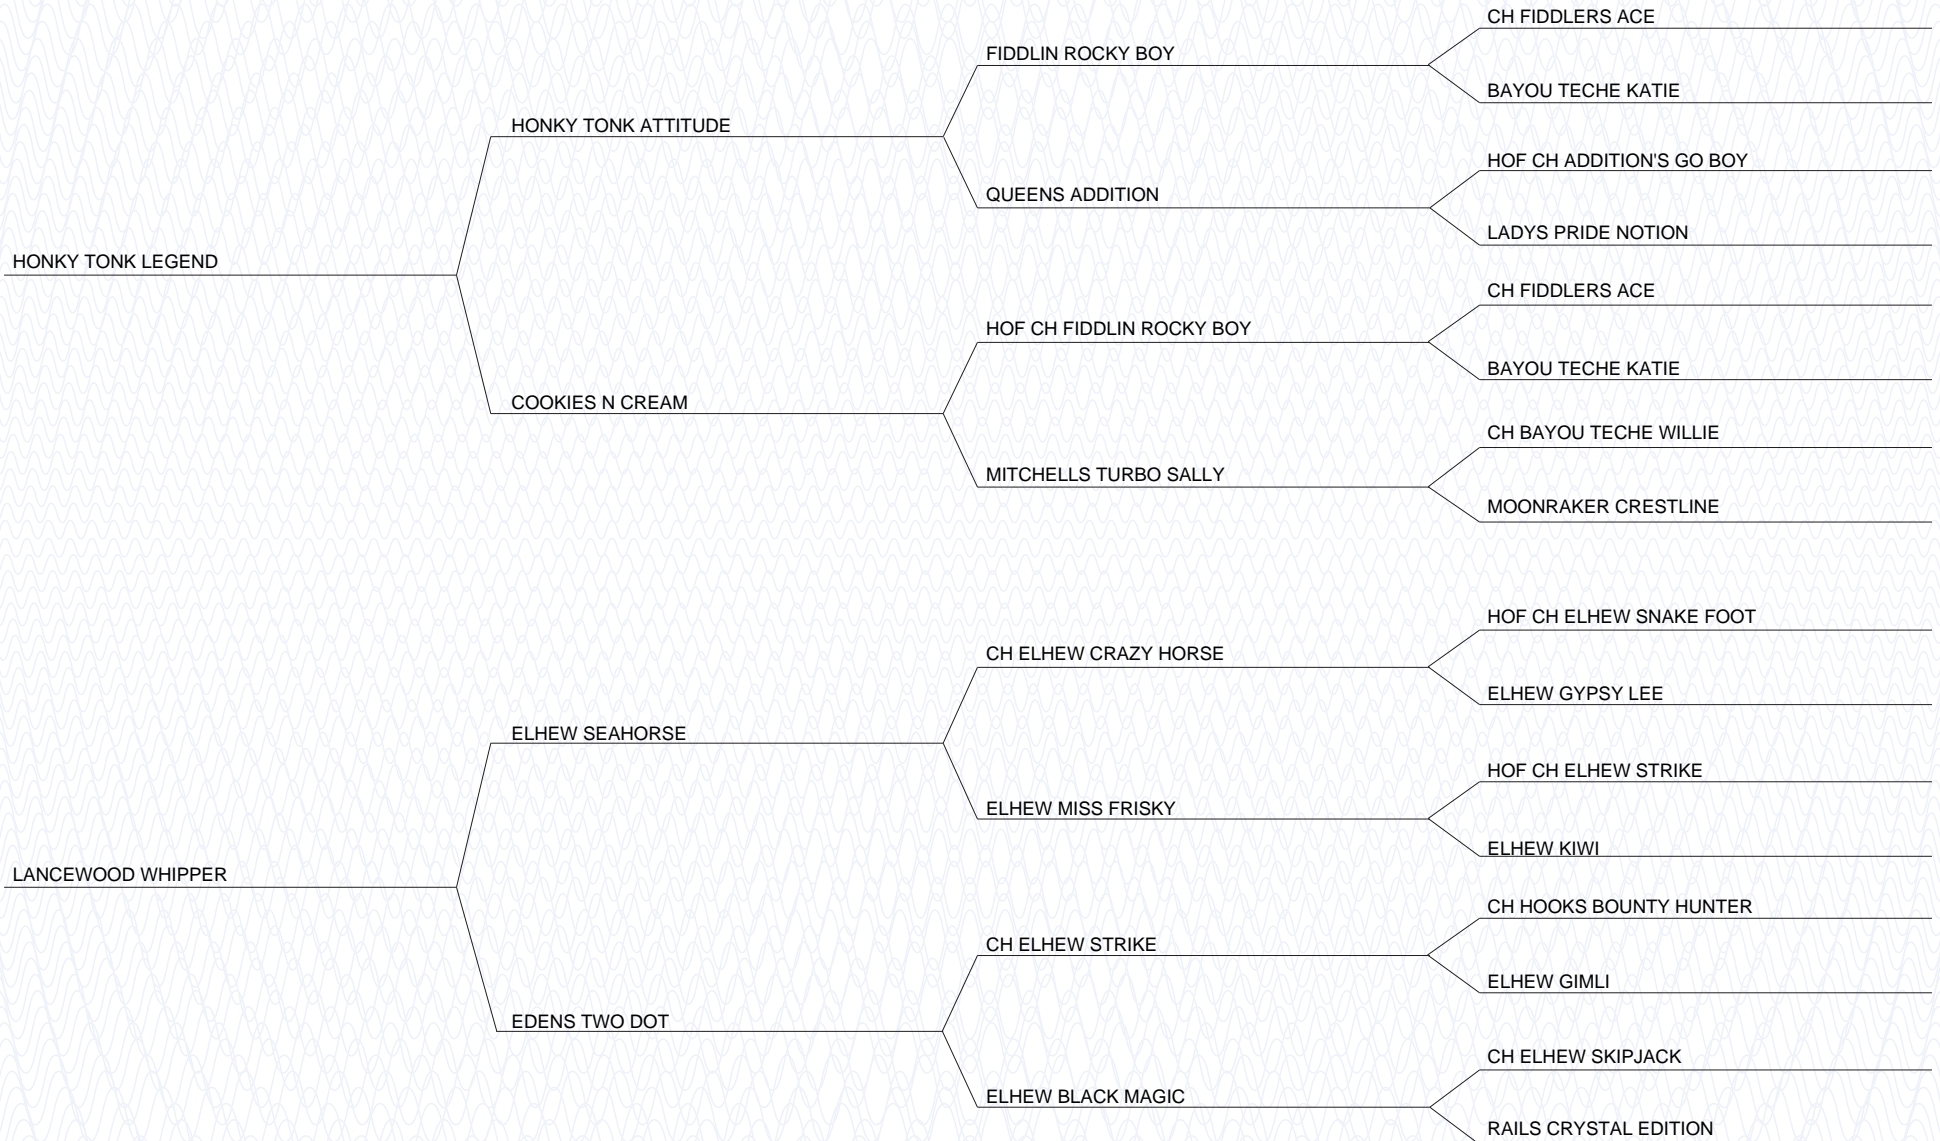 CH FIDDLERS ACE
FIDDLIN ROCKY BOY
BAYOU TECHE KATIE
HONKY TONK ATTITUDE
HOF CH ADDITION'S GO BOY
QUEENS ADDITION
LADYS PRIDE NOTION
HONKY TONK LEGEND
CH FIDDLERS ACE
HOF CH FIDDLIN ROCKY BOY
BAYOU TECHE KATIE
COOKIES N CREAM
CH BAYOU TECHE WILLIE
MITCHELLS TURBO SALLY
MOONRAKER CRESTLINE
HOF CH ELHEW SNAKE FOOT
CH ELHEW CRAZY HORSE
ELHEW GYPSY LEE
ELHEW SEAHORSE
HOF CH ELHEW STRIKE
ELHEW MISS FRISKY
ELHEW KIWI
LANCEWOOD WHIPPER
CH HOOKS BOUNTY HUNTER
CH ELHEW STRIKE
ELHEW GIMLI
EDENS TWO DOT
CH ELHEW SKIPJACK
ELHEW BLACK MAGIC
RAILS CRYSTAL EDITION